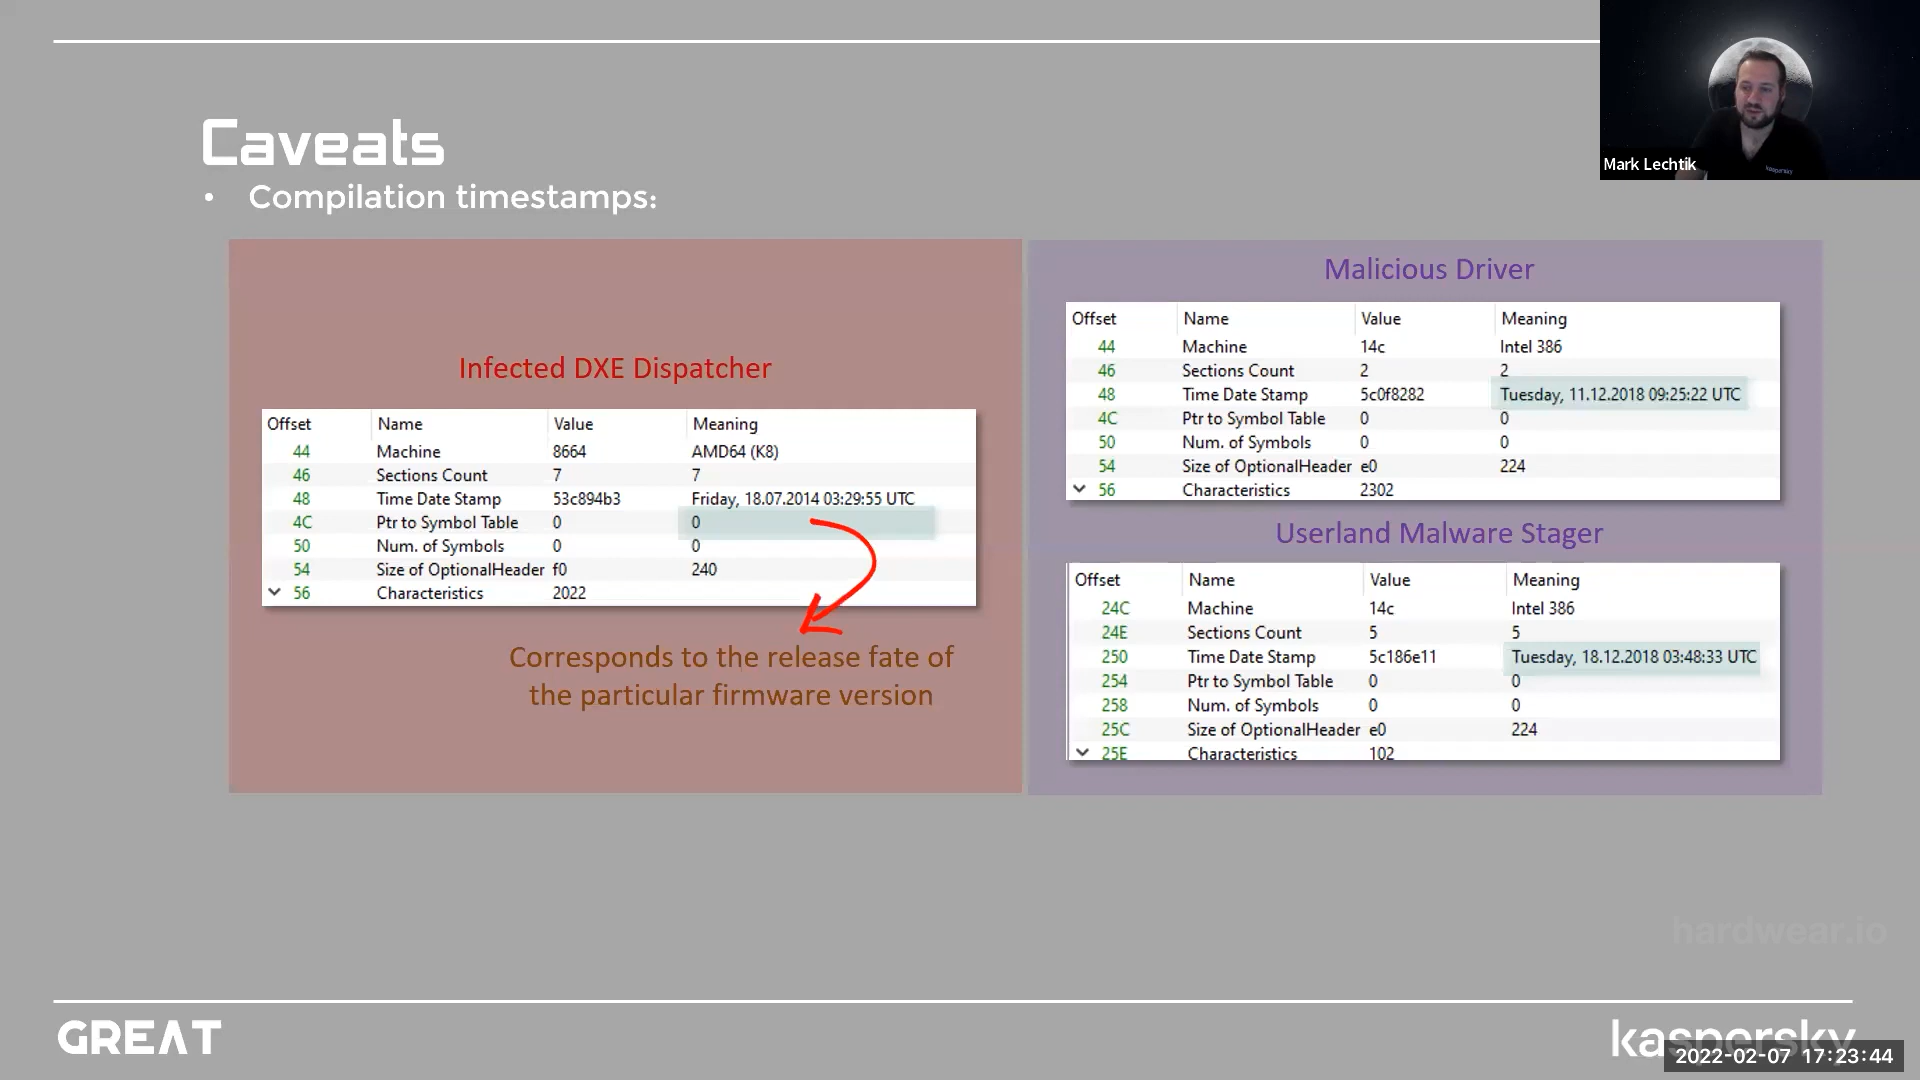 Caveats
• Compilation timestamps:
Infected DXE Dispatcher
Offset Name Value Meaning
44 Machine 8664 AMD64 (K8)
46 Sections Count 7 7
48 Time Date Stamp 53c894b3 Friday, 18.07.2014 03:29:55 UTC
4C Ptr to Symbol Table 0 0
50 Num. of Symbols 0 0
54 Size of OptionalHeader f0 240
56 Characteristics 2022
Corresponds to the release fate of
the particular firmware version
Malicious Driver
Offset Name Value Meaning
44 Machine 14c Intel 386
46 Sections Count 2 2
48 Time Date Stamp 5c0f8282 Tuesday, 11.12.2018 09:25:22 UTC
4C Ptr to Symbol Table 0 0
50 Num. of Symbols 0 0
54 Size of OptionalHeader e0 224
56 Characteristics 2302
Userland Malware Stager
Offset Name Value Meaning
24C Machine 14c Intel 386
24E Sections Count 5 5
250 Time Date Stamp 5c186e11 Tuesday, 18.12.2018 03:48:33 UTC
254 Ptr to Symbol Table 0 0
258 Num. of Symbols 0 0
25C Size of OptionalHeader e0 224
25E Characteristics 102
Mark Lechtik
kaspersky
hardwear.io
GREAT
kaspersky
2022-02-07 17:23:44